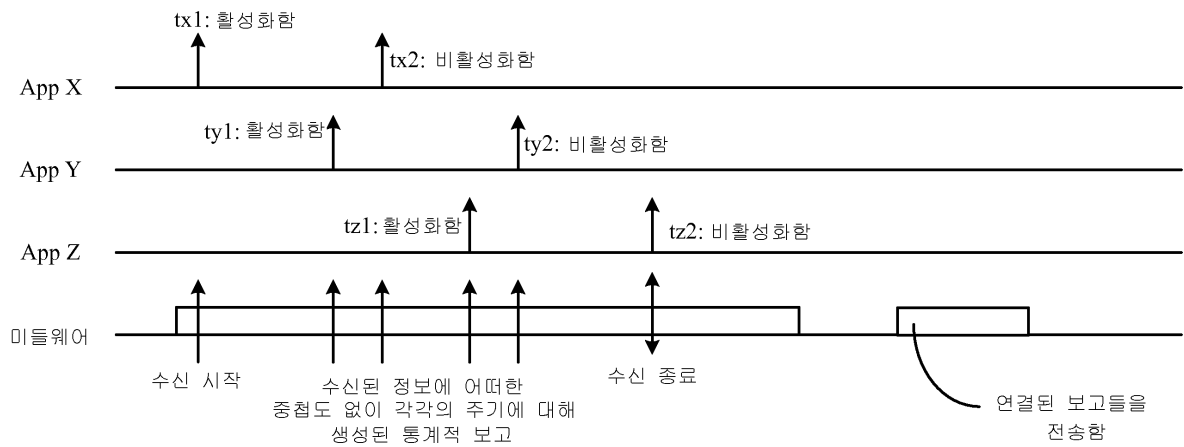 tx1: 활성화함
tx2: 비활성화함
App X
ty1: 활성화함
ty2: 비활성화함
App Y
tz1: 활성화함
tz2: 비활성화함
App Z
미들웨어
수신 시작
수신된 정보에 어떠한
중첩도 없이 각각의 주기에 대해
생성된 통계적 보고
수신 종료
연결된 보고들을
전송함